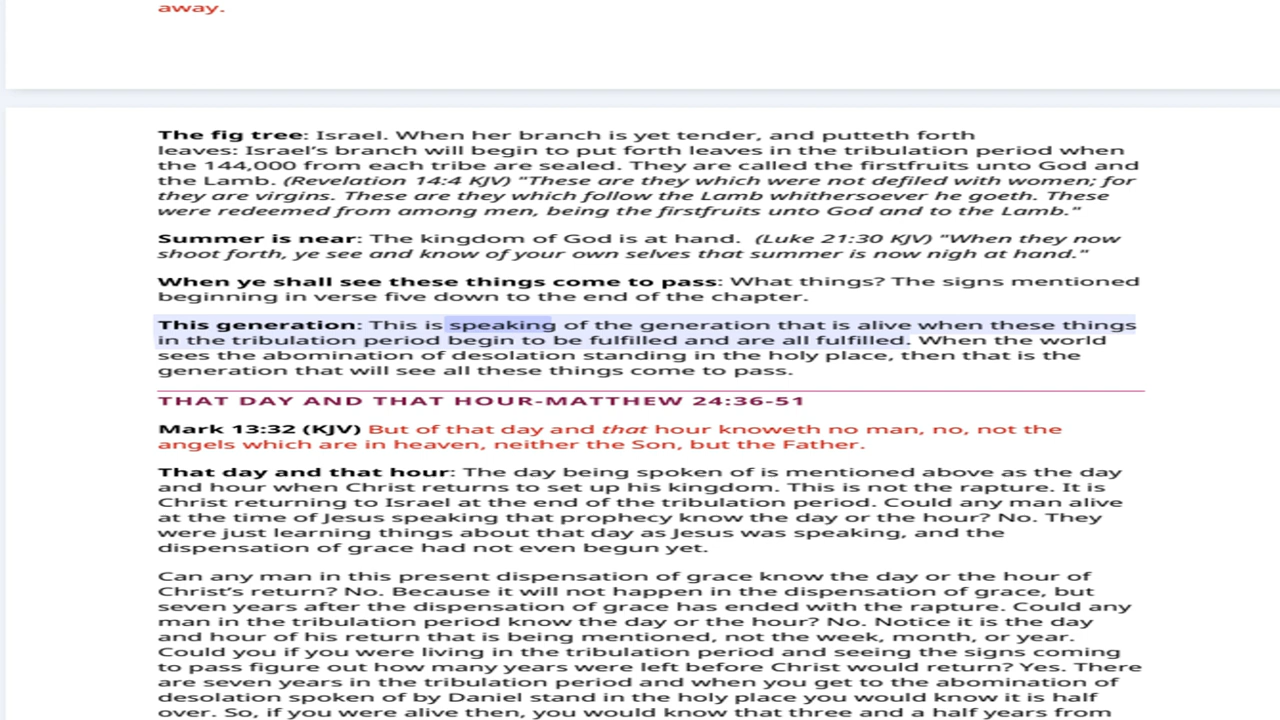 away.
The fig tree: Israel. When her branch is yet tender, and putteth forth
leaves: Israel's branch will begin to put forth leaves in the tribulation period when
the 144,000 from each tribe are sealed. They are called the firstfruits unto God and
the Lamb. (Revelation 14:4 KJV) "These are they which were not defiled with women; for
they are virgins. These are they which follow the Lamb whithersoever he goeth. These
were redeemed from among men, being the firstfruits unto God and to the Lamb."
Summer is near: The kingdom of God is at hand. (Luke 21:30 KJV) "When they now
shoot forth, ye see and know of your own selves that summer is now nigh at hand."
When ye shall see these things come to pass: What things? The signs mentioned
beginning in verse five down to the end of the chapter.
This generation: This is speaking of the generation that is alive when these things
in the tribulation period begin to be fulfilled and are all fulfilled. When the world
sees the abomination of desolation standing in the holy place, then that is the
generation that will see all these things come to pass.
THAT DAY AND THAT HOUR-MATTHEW 24:36-51
Mark 13:32 (KJV) But of that day and that hour knoweth no man, no, not the
angels which are in heaven, neither the Son, but the Father.
That day and that hour: The day being spoken of is mentioned above as the day
and hour when Christ returns to set up his kingdom. This is not the rapture. It is
Christ returning to Israel at the end of the tribulation period. Could any man alive
at the time of Jesus speaking that prophecy know the day or the hour? No. They
were just learning things about that day as Jesus was speaking, and the
dispensation of grace had not even begun yet.
Can any man in this present dispensation of grace know the day or the hour of
Christ's return? No. Because it will not happen in the dispensation of grace, but
seven years after the dispensation of grace has ended with the rapture. Could any
man in the tribulation period know the day or the hour? No. Notice it is the day
and hour of his return that is being mentioned, not the week, month, or year.
Could you if you were living in the tribulation period and seeing the signs coming
to pass figure out how many years were left before Christ would return? Yes. There
are seven years in the tribulation period and when you get to the abomination of
desolation spoken of by Daniel stand in the holy place you would know it is half
over. So, if you were alive then, you would know that three and a half years from